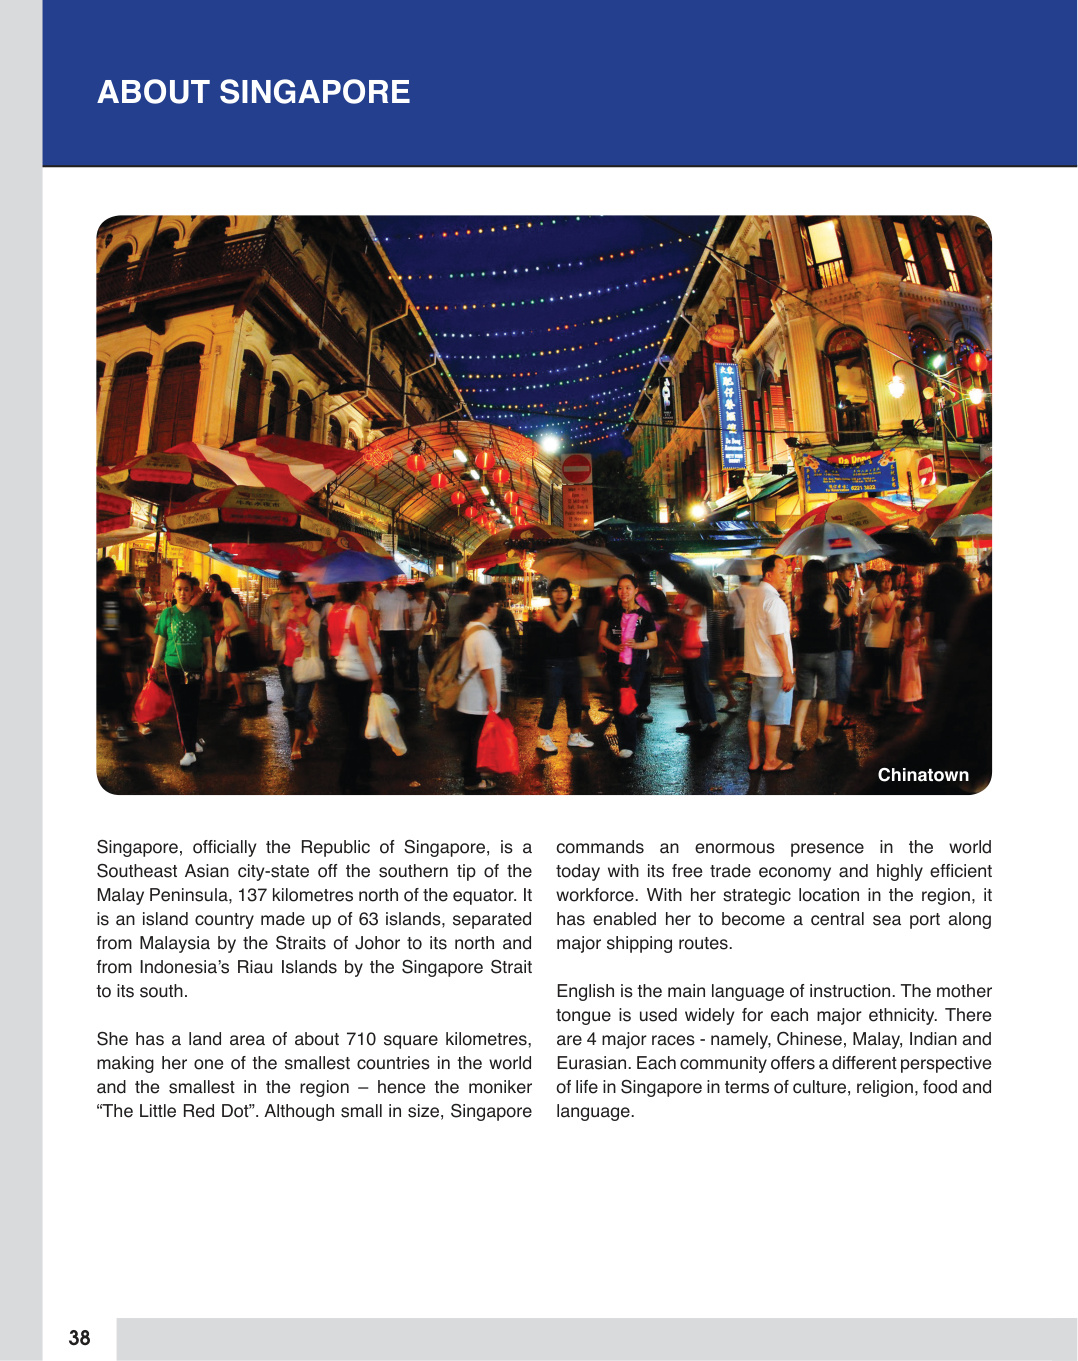 ABOUT SINGAPORE
Da Dong
Chinatown
Singapore, officially the Republic of Singapore, is a
Southeast Asian city-state off the southern tip of the
Malay Peninsula, 137 kilometres north of the equator. It
is an island country made up of 63 islands, separated
from Malaysia by the Straits of Johor to its north and
from Indonesia’s Riau Islands by the Singapore Strait
to its south.
She has a land area of about 710 square kilometres,
making her one of the smallest countries in the world
and the smallest in the region – hence the moniker
“The Little Red Dot”. Although small in size, Singapore
commands an enormous presence in the world
today with its free trade economy and highly efficient
workforce. With her strategic location in the region, it
has enabled her to become a central sea port along
major shipping routes.
English is the main language of instruction. The mother
tongue is used widely for each major ethnicity. There
are 4 major races - namely, Chinese, Malay, Indian and
Eurasian. Each community offers a different perspective
of life in Singapore in terms of culture, religion, food and
language.
38